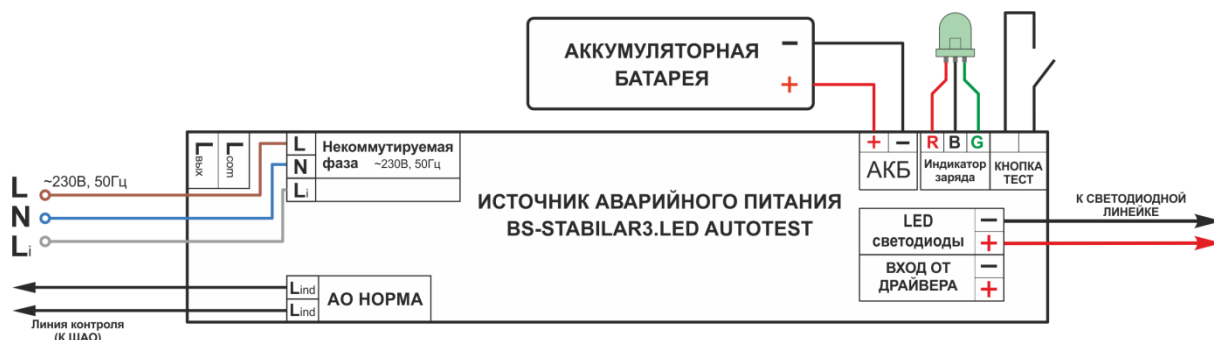 АККУМУЛЯТОРНАЯ
БАТАРЕЯ
−
+
Lвых
Lcom
L
N
Li
Некоммутируемая
фаза ~230В, 50Гц
+ −
АКБ
R B G
Индикатор
заряда
КНОПКА
ТЕСТ
L ~230В, 50Гц
N
Li
ИСТОЧНИК АВАРИЙНОГО ПИТАНИЯ
BS-STABILAR3.LED AUTOTEST
LED
светодиоды
−
+
ВХОД ОТ
ДРАЙВЕРА
−
+
К СВЕТОДИОДНОЙ
ЛИНЕЙКЕ
Lind
Lind
АО НОРМА
Линия контроля
(К ЩАО)